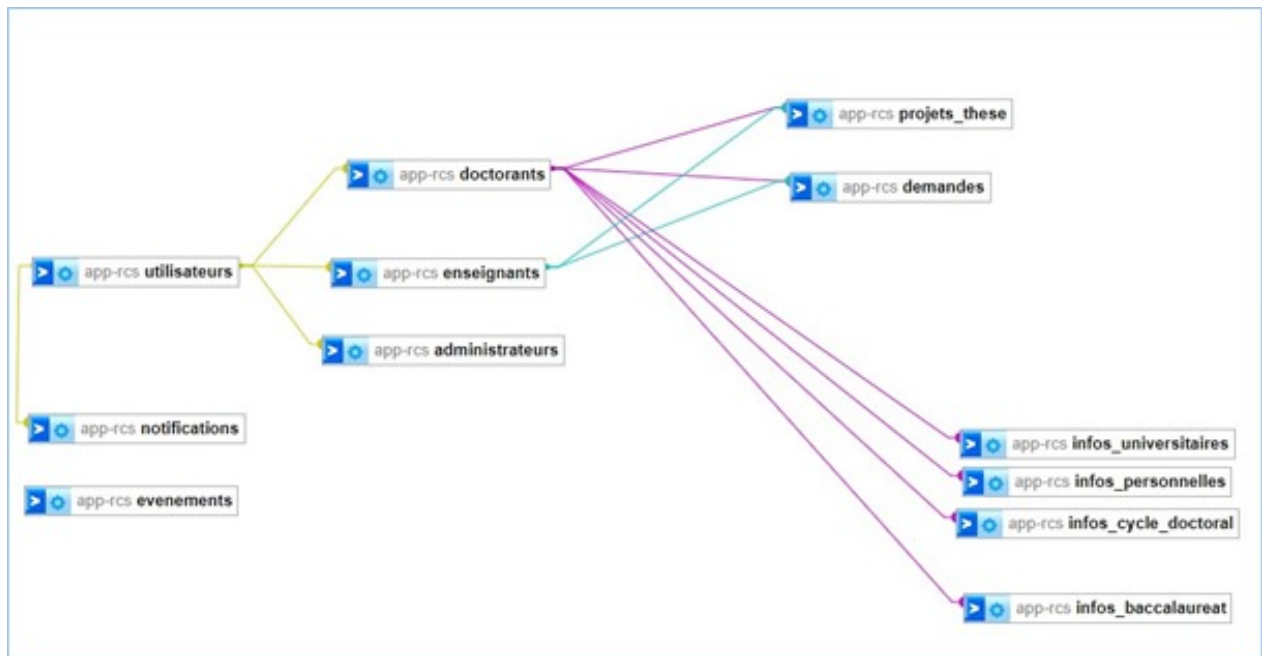 app-rcs projets_these
app-rcs doctorants
app-rcs demandes
app-rcs utilisateurs
app-rcs enseignants
app-rcs administrateurs
app-rcs notifications
app-rcs infos_universitaires
app-rcs infos_personnelles
app-rcs evenements
app-rcs infos_cycle_doctoral
app-rcs infos_baccalaureat